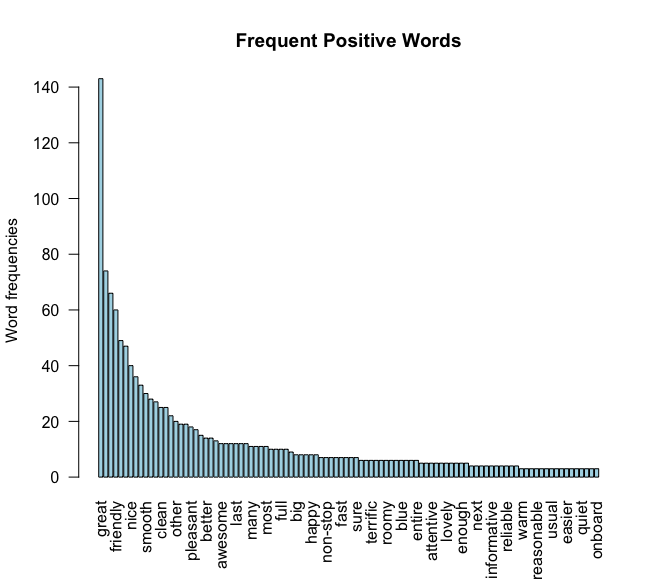 Frequent Positive Words
Word frequencies
140
120
100
80
60
40
20
0
great
friendly
nice
smooth
clean
other
pleasant
better
awesome
last
many
most
full
big
happy
non-stop
fast
sure
terrific
roomy
blue
entire
attentive
lovely
enough
next
informative
reliable
warm
reasonable
usual
easier
quiet
onboard